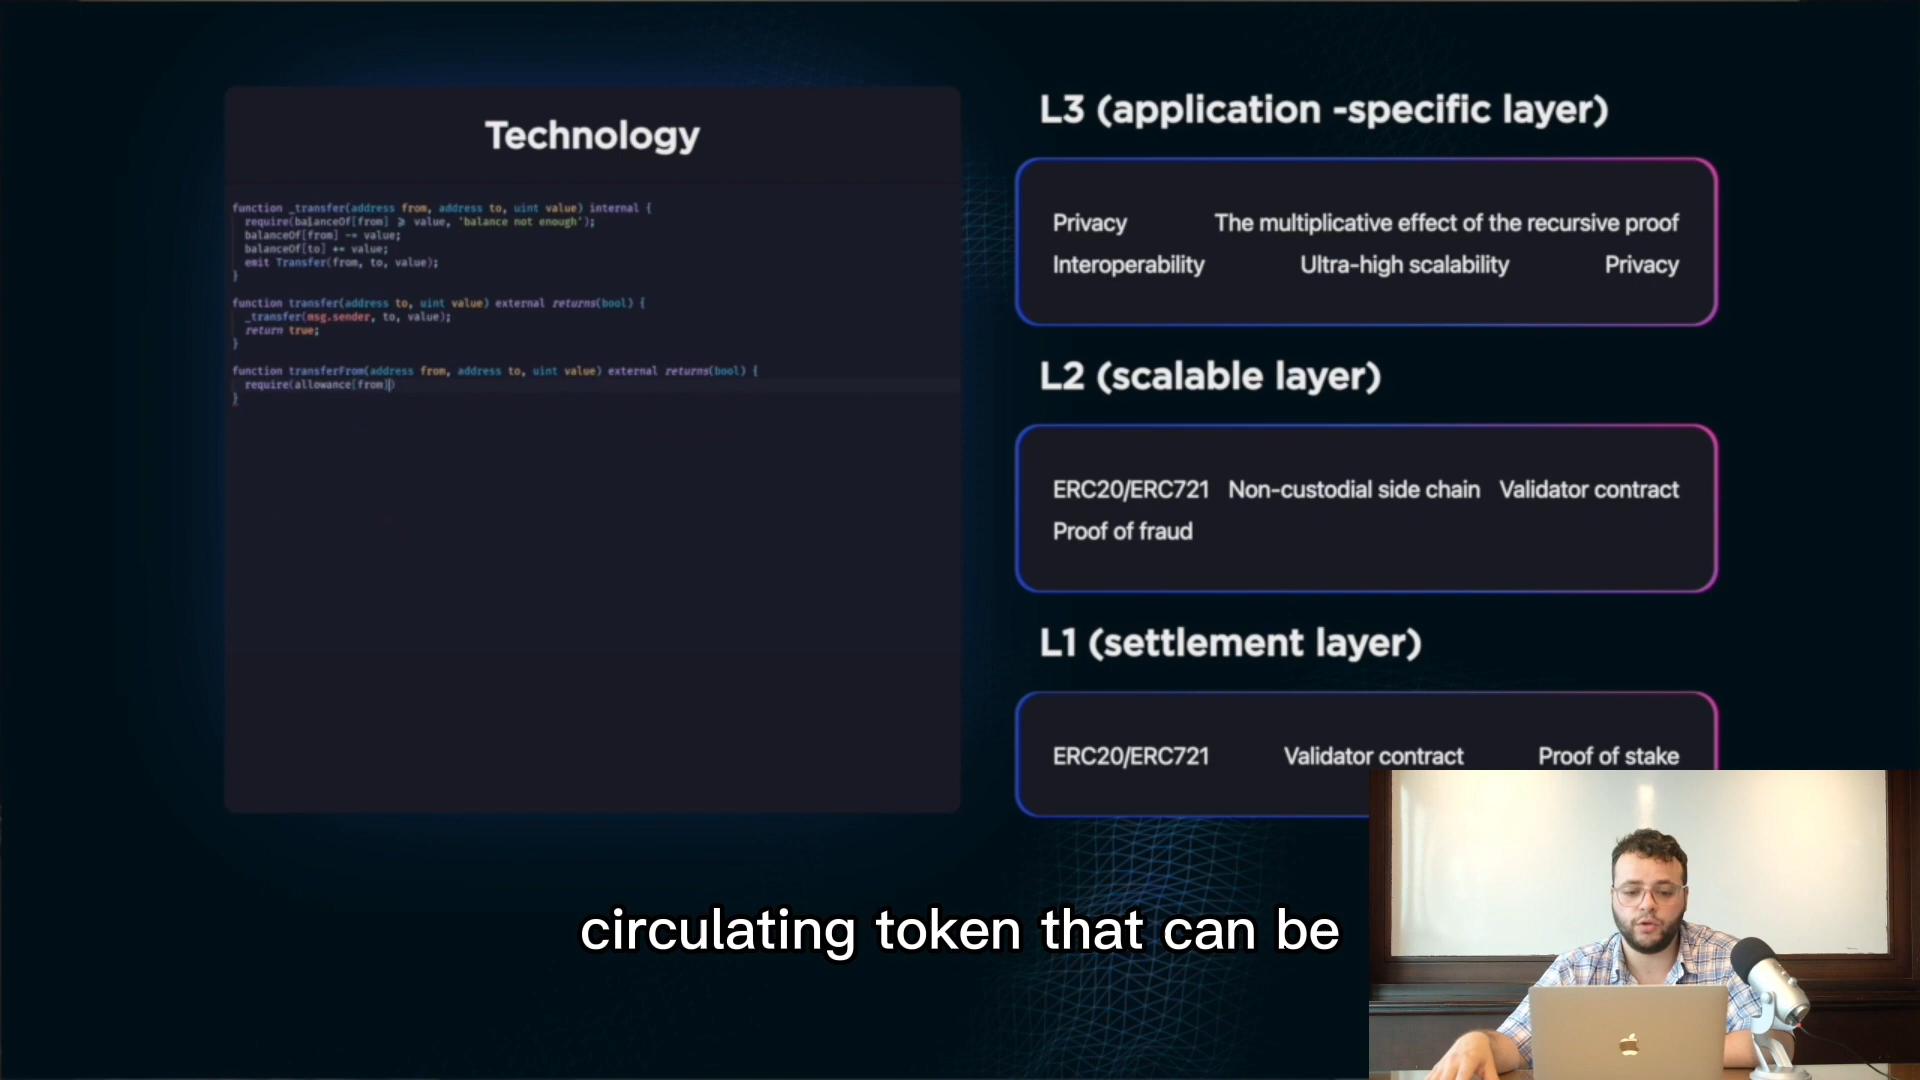 Technology
function _transfer(address from, address to, uint value) internal {
require(balanceOf[from] ⩾ value, 'balance not enough');
balanceOf[from] -= value;
balanceOf[to] += value;
emit Transfer(from, to, value);
}
function transfer(address to, uint value) external returns(bool) {
_transfer(msg.sender, to, value);
return true;
}
function transferFrom(address from, address to, uint value) external returns(bool) {
require(allowance[from])
}
L3 (application -specific layer)
Privacy The multiplicative effect of the recursive proof
Interoperability Ultra-high scalability Privacy
L2 (scalable layer)
ERC20/ERC721 Non-custodial side chain Validator contract
Proof of fraud
L1 (settlement layer)
ERC20/ERC721 Validator contract Proof of stake
circulating token that can be